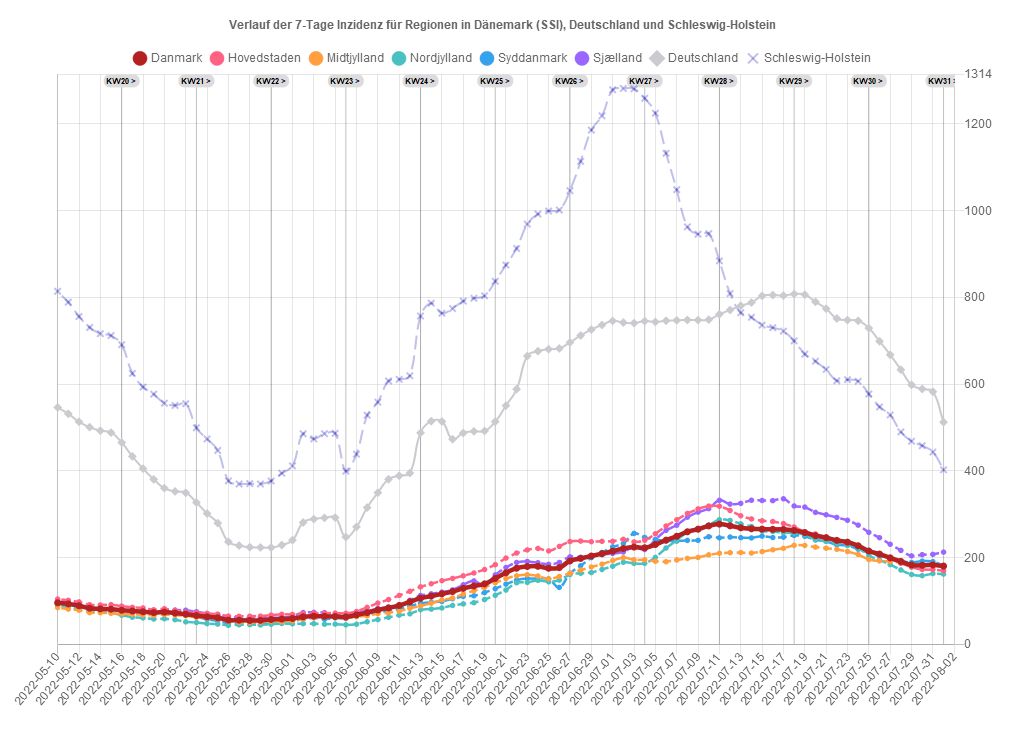 Verlauf der 7-Tage Inzidenz für Regionen in Dänemark (SSI), Deutschland und Schleswig-Holstein
Danmark Hovedstaden Midtjylland Nordjylland Syddanmark Sjælland Deutschland Schleswig-Holstein
KW20 > KW21 > KW22 > KW23 > KW24 > KW25 > KW26 > KW27 > KW28 > KW29 > KW30 > KW31 >
1314
1200
1000
800
600
400
200
0
2022-05-10 2022-05-12 2022-05-14 2022-05-16 2022-05-18 2022-05-20 2022-05-22 2022-05-24 2022-05-26 2022-05-28 2022-05-30 2022-06-01 2022-06-03 2022-06-05 2022-06-07 2022-06-09 2022-06-11 2022-06-13 2022-06-15 2022-06-17 2022-06-19 2022-06-21 2022-06-23 2022-06-25 2022-06-27 2022-06-29 2022-07-01 2022-07-03 2022-07-05 2022-07-07 2022-07-09 2022-07-11 2022-07-13 2022-07-15 2022-07-17 2022-07-19 2022-07-21 2022-07-23 2022-07-25 2022-07-27 2022-07-29 2022-07-31 2022-08-02